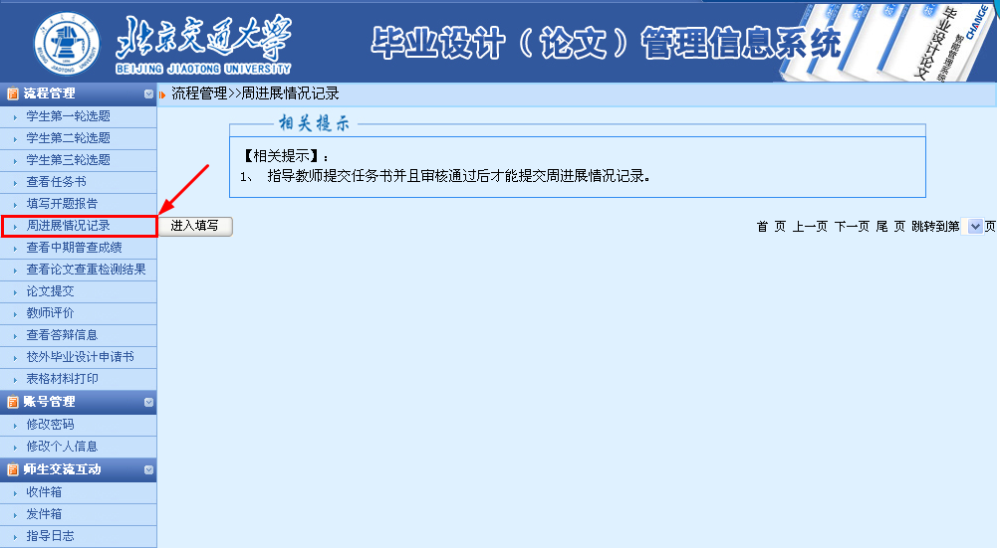 北京交通大学
BEIJING JIAOTONG UNIVERSITY
毕业设计（论文）管理信息系统
毕业设计论文
智能管理系统
CHANGE
流程管理
学生第一轮选题
学生第二轮选题
学生第三轮选题
查看任务书
填写开题报告
周进展情况记录
查看中期普查成绩
查看论文查重检测结果
论文提交
教师评价
查看答辩信息
校外毕业设计申请书
表格材料打印
账号管理
修改密码
修改个人信息
师生交流互动
收件箱
发件箱
指导日志
流程管理>>周进展情况记录
相关提示
【相关提示】：
1、 指导教师提交任务书并且审核通过后才能提交周进展情况记录。
进入填写
首 页 上一页 下一页 尾 页 跳转到第 页